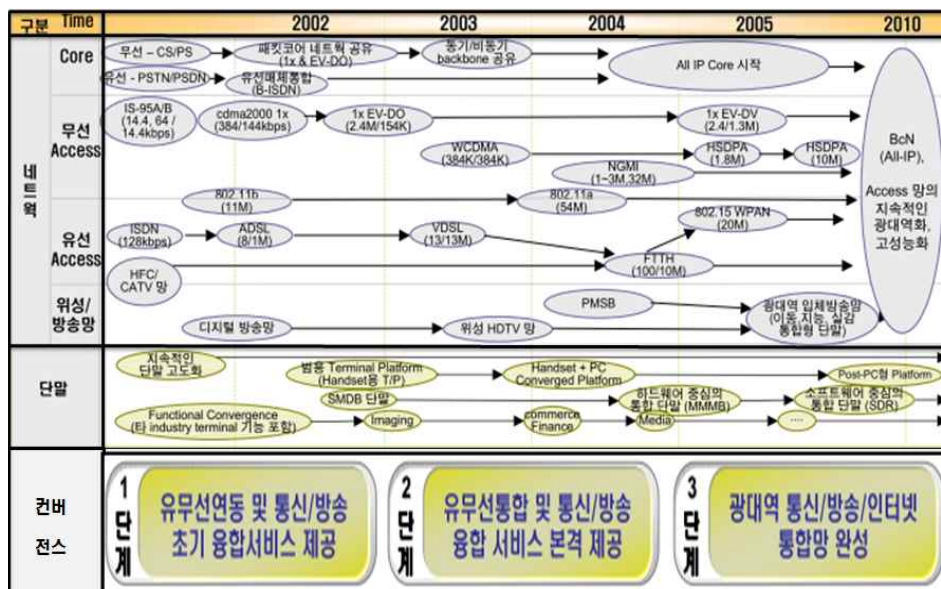 구분 Time 2002 2003 2004 2005 2010
네트웍
Core
무선 – CS/PS
패킷코어 네트웍 공유
(1x & EV-DO)
동기/비동기
backbone 공유
All IP Core 시작
유선 - PSTN/PSDN
유선매체통합
(B-ISDN)
무선
Access
IS-95A/B
(14.4, 64 /
14.4kbps)
cdma2000 1x
(384/144kbps)
1x EV-DO
(2.4M/154K)
1x EV-DV
(2.4/1.3M)
WCDMA
(384K/384K)
HSDPA
(1.8M)
HSDPA
(10M)
NGMI
(1~3M,32M)
802.11b
(11M)
802.11a
(54M)
유선
Access
802.15 WPAN
(20M)
ISDN
(128kbps)
ADSL
(8/1M)
VDSL
(13/13M)
FTTH
(100/10M)
HFC/
CATV 망
BcN
(All-IP),
Access 망의
지속적인
광대역화,
고성능화
위성/
방송망
PMSB
디지털 방송망
위성 HDTV 망
광대역 입체방송망
(이동,지능, 실감
통합형 단말)
단말
지속적인
단말 고도화
범용 Terminal Platform
(Handset용 T/P)
Handset + PC
Converged Platform
Post-PC형 Platform
SMDB 단말
하드웨어 중심의
통합 단말 (MMMB)
소프트웨어 중심의
통합 단말 (SDR)
Functional Convergence
(타 industry terminal 기능 포함)
Imaging
commerce
Finance
Media
....
컨버
전스
1단계
유무선연동 및 통신/방송
초기 융합서비스 제공
2단계
유무선통합 및 통신/방송
융합 서비스 본격 제공
3단계
광대역 통신/방송/인터넷
통합망 완성